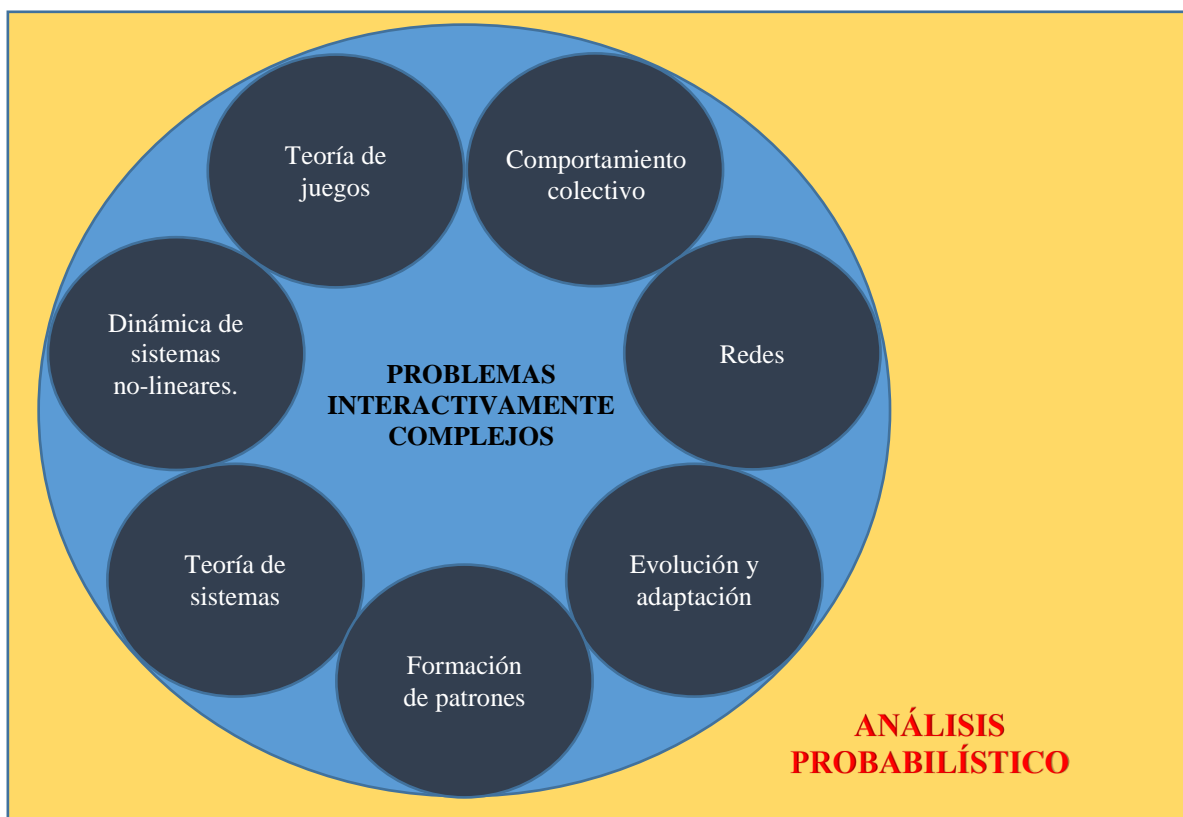 Teoría de
juegos
Comportamiento
colectivo
Dinámica de
sistemas
no-lineares.
PROBLEMAS
INTERACTIVAMENTE
COMPLEJOS
Redes
Teoría de
sistemas
Evolución y
adaptación
Formación
de patrones
ANÁLISIS
PROBABILÍSTICO